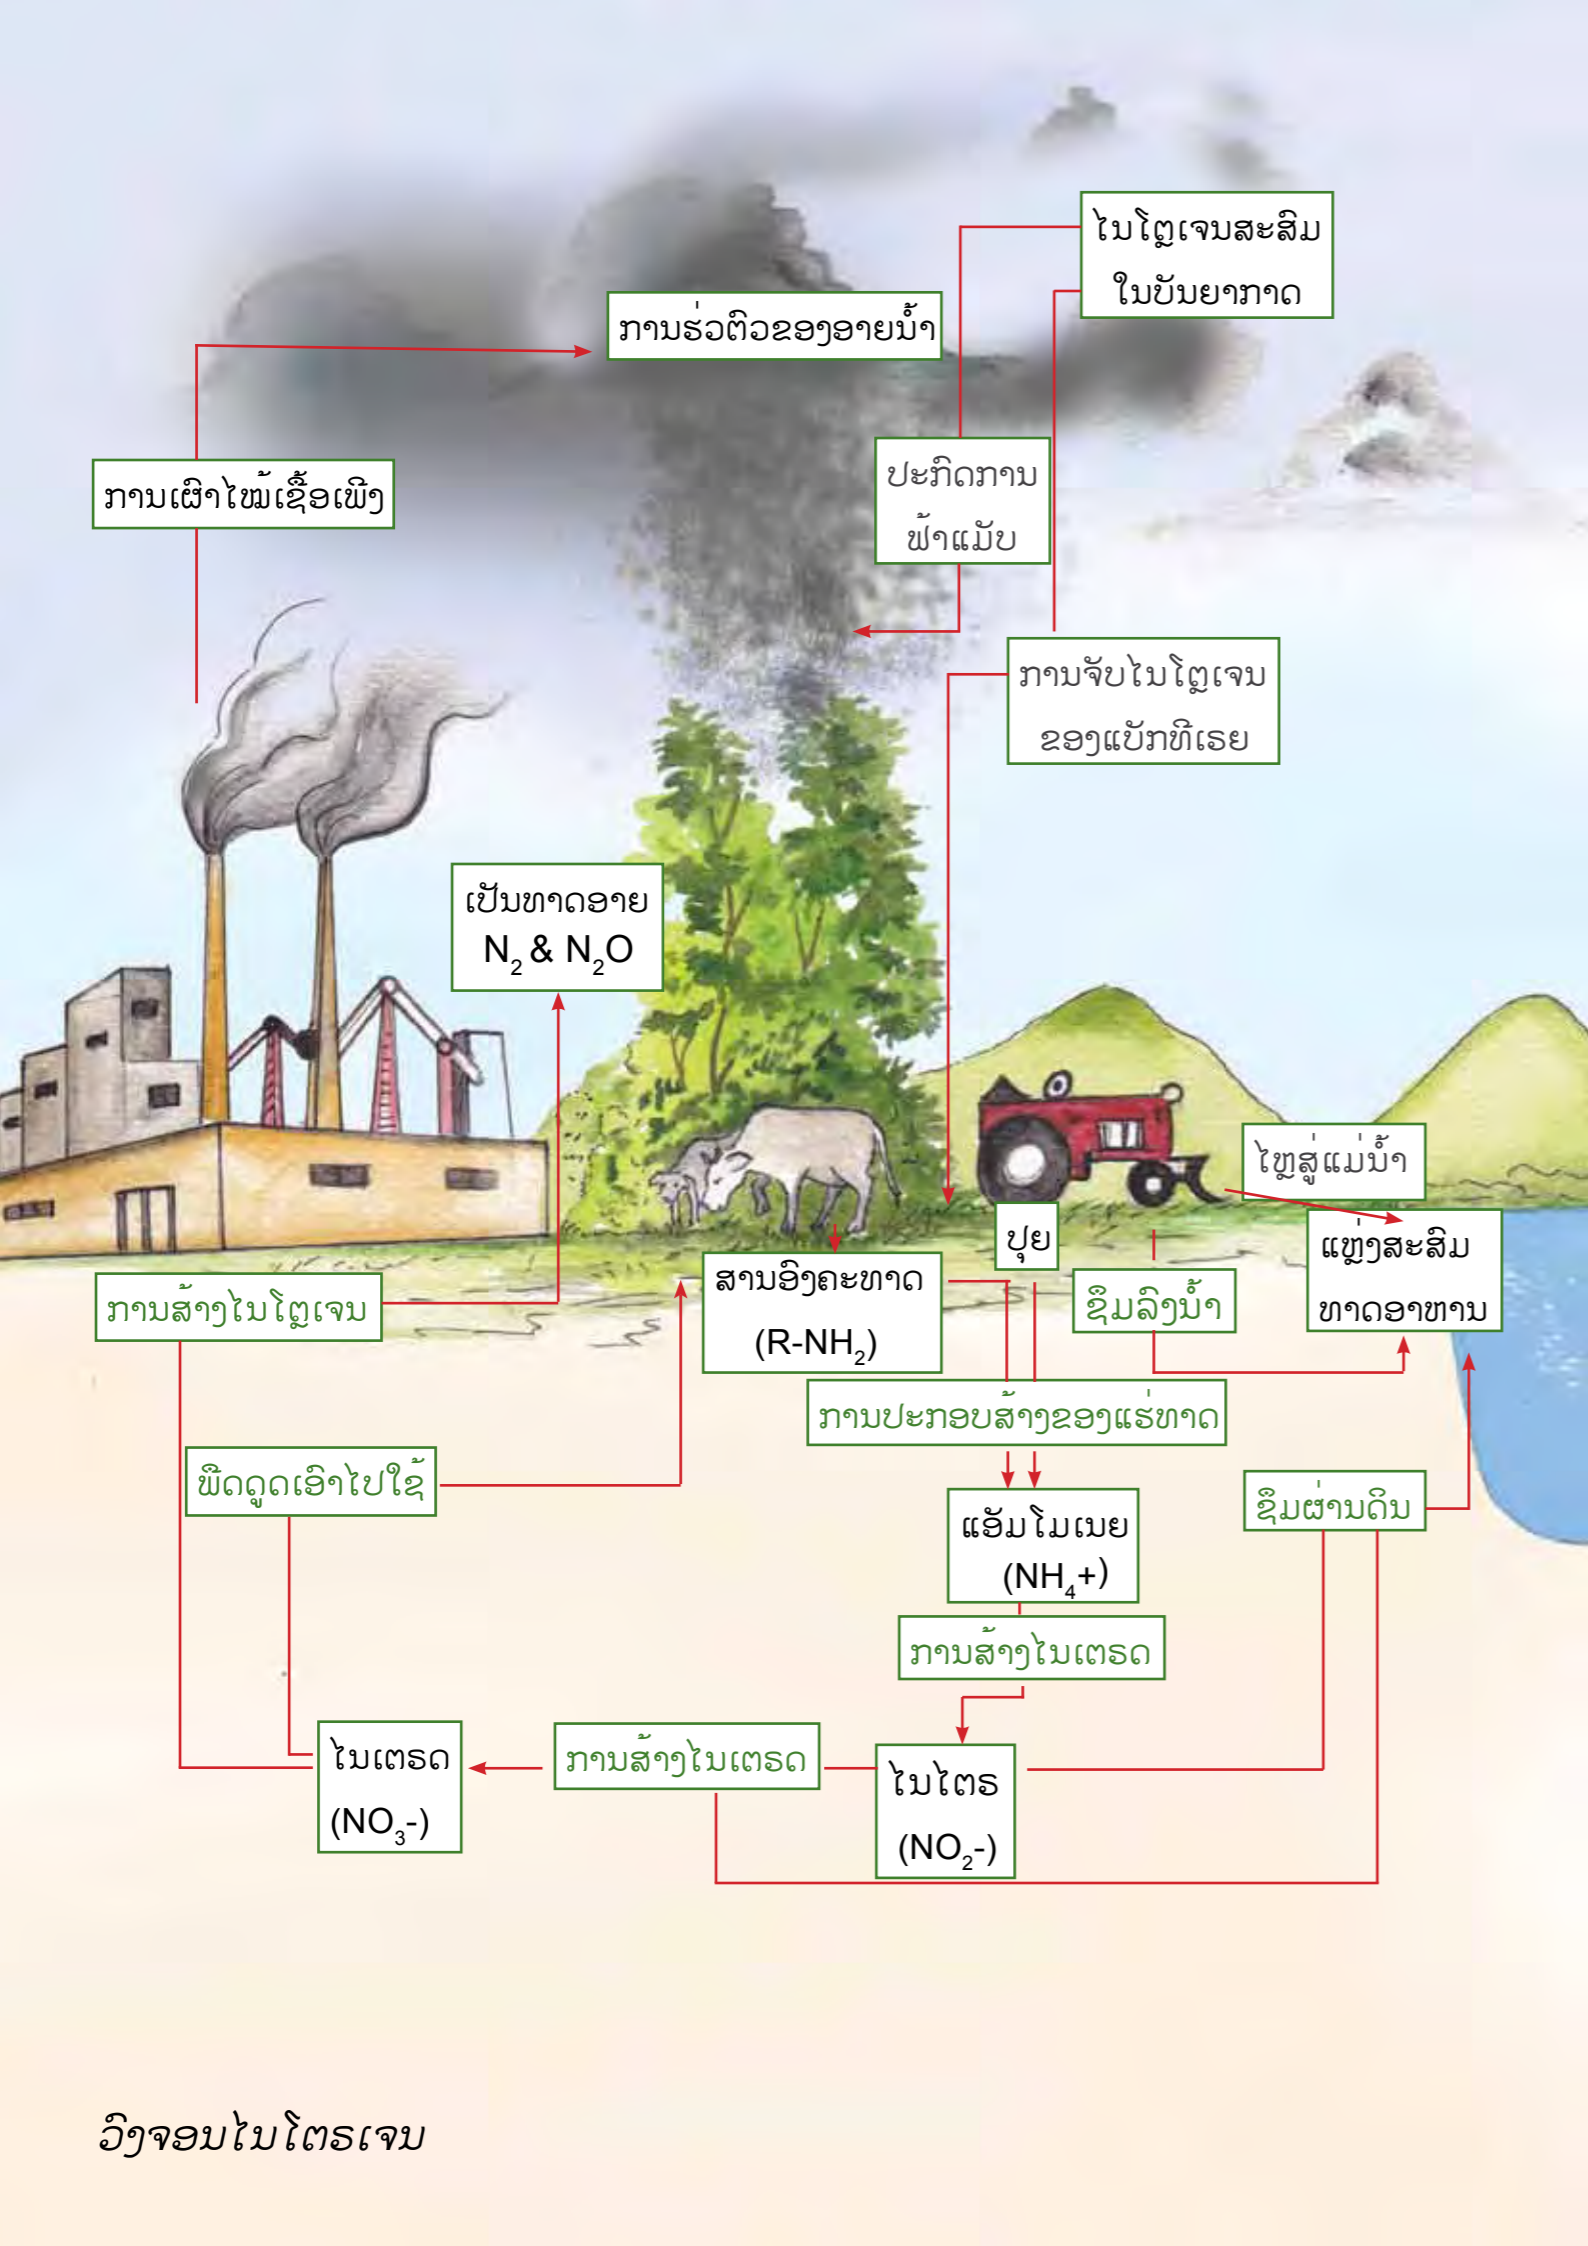 ໄນໂຕຼເຈນສະສົມ
ໃນບັນຍາກາດ
ການຮ່ວຕົວຂອງອາຍນ້ຳ
ການເຜົາໄໝ້ເຊື້ອເພີງ
ປະກົດການ
ຟ້າແມັບ
ການຈັບໄນໂຕຼເຈນ
ຂອງແບັກທີເຣຍ
ເປັນທາດອາຍ
N₂ & N₂O
ໄຫຼສູ່ແມ່ນ້ຳ
ປຸຍ
ແຫຼ່ງສະສົມ
ທາດອາຫານ
ສານອົງຄະທາດ
(R-NH₂)
ຊຶມລົງນ້ຳ
ການສ້າງໄນໂຕຼເຈນ
ການປະກອບສ້າງຂອງແຮ່ທາດ
ພືດດູດເອົາໄປໃຊ້
ຊຶມຜ່ານດິນ
ແອັມໂມເນຍ
(NH₄+)
ການສ້າງໄນເຕຣດ
ໄນເຕຣດ
(NO₃-)
ການສ້າງໄນເຕຣດ
ໄນໄຕຣ
(NO₂-)
ວົງຈອນໄນໂຕຣເຈນ